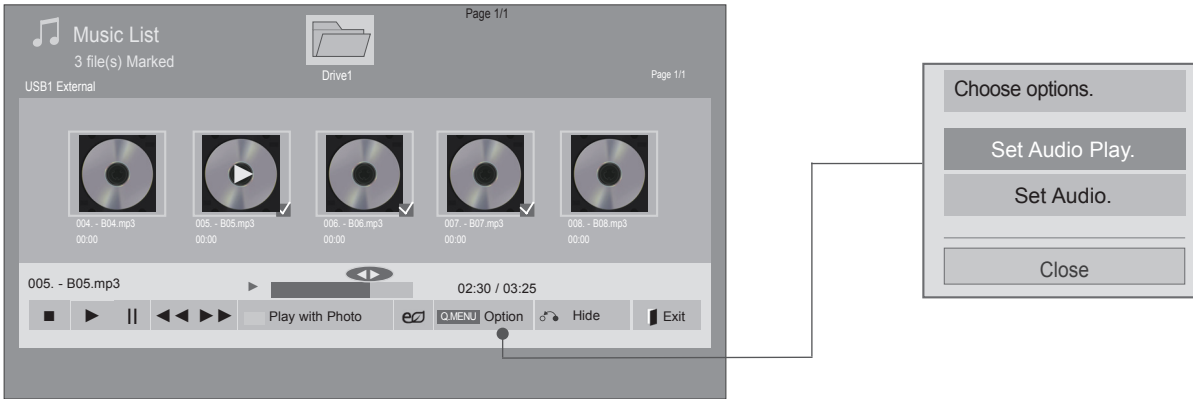 Page 1/1
Music List
3 file(s) Marked
Drive1
Page 1/1
USB1 External
004. - B04.mp3
00:00
005. - B05.mp3
00:00
006. - B06.mp3
00:00
007. - B07.mp3
00:00
008. - B08.mp3
00:00
005. - B05.mp3
02:30 / 03:25
Play with Photo
Q.MENU Option
Hide
Exit
Choose options.
Set Audio Play.
Set Audio.
Close